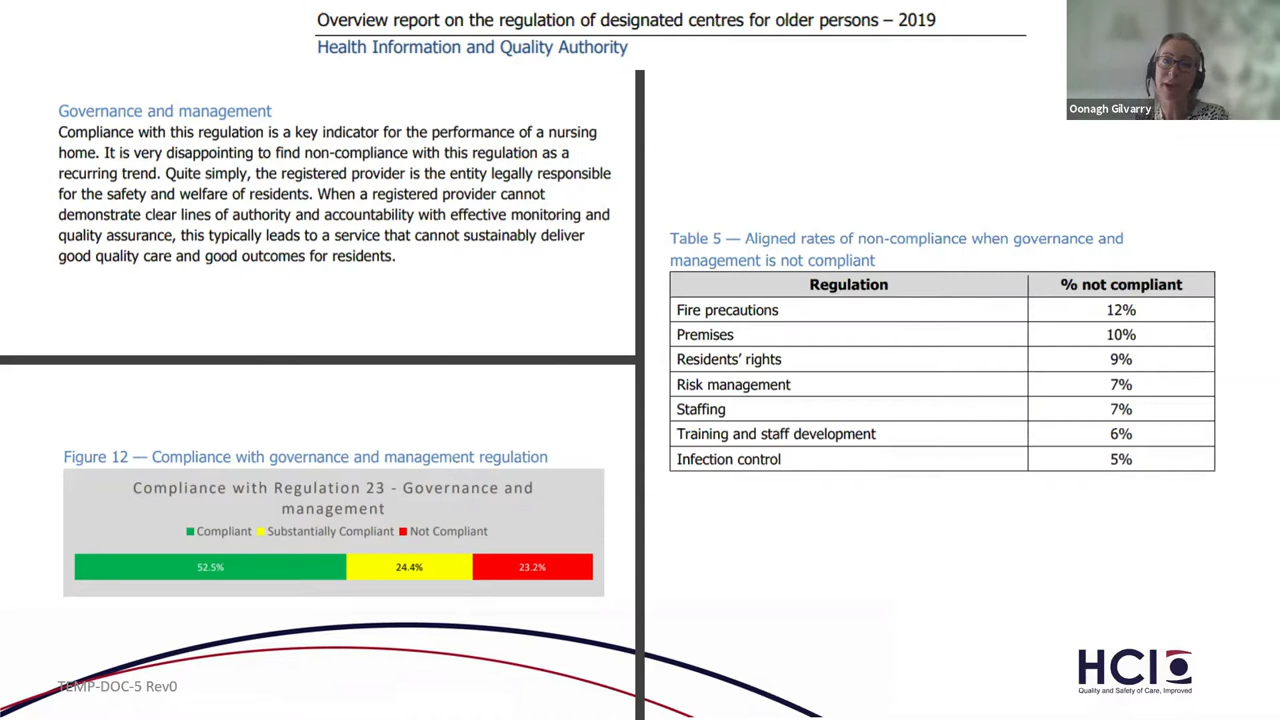 Overview report on the regulation of designated centres for older persons – 2019
Health Information and Quality Authority
Oonagh Gilvarry
Governance and management
Compliance with this regulation is a key indicator for the performance of a nursing
home. It is very disappointing to find non-compliance with this regulation as a
recurring trend. Quite simply, the registered provider is the entity legally responsible
for the safety and welfare of residents. When a registered provider cannot
demonstrate clear lines of authority and accountability with effective monitoring and
quality assurance, this typically leads to a service that cannot sustainably deliver
good quality care and good outcomes for residents.
Figure 12 — Compliance with governance and management regulation
Compliance with Regulation 23 - Governance and
management
Compliant Substantially Compliant Not Compliant
52.5% 24.4% 23.2%
Table 5 — Aligned rates of non-compliance when governance and
management is not compliant
Regulation % not compliant
Fire precautions 12%
Premises 10%
Residents’ rights 9%
Risk management 7%
Staffing 7%
Training and staff development 6%
Infection control 5%
TEMP-DOC-5 Rev0
HCI
Quality and Safety of Care, Improved